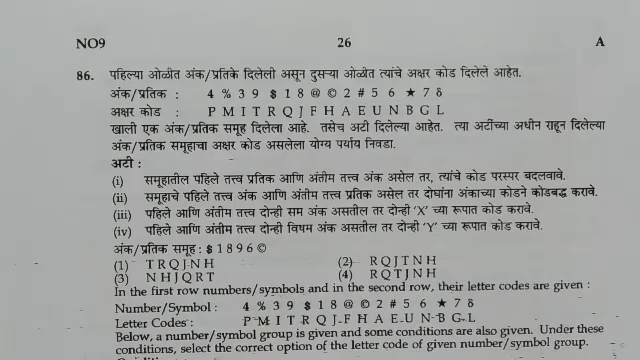 NO9 26 A
86. पहिल्या ओळीत अंक/प्रतिके दिलेली असून दुसऱ्या ओळीत त्यांचे अक्षर कोड दिलेले आहेत.
अंक/प्रतिक : 4 % 3 9 $ 1 8 @ © 2 # 5 6 ★ 7 δ
अक्षर कोड : P M I T R Q J F H A E U N B G L
खाली एक अंक/प्रतिक समूह दिलेला आहे. तसेच अटी दिलेल्या आहेत. त्या अटींच्या अधीन राहून दिलेल्या
अंक/प्रतिक समूहाचा अक्षर कोड असलेला योग्य पर्याय निवडा.
अटी :
(i) समूहातील पहिले तत्त्व प्रतिक आणि अंतीम तत्त्व अंक असेल तर, त्यांचे कोड परस्पर बदलवावे.
(ii) समूहाचे पहिले तत्त्व अंक आणि अंतीम तत्त्व प्रतिक असेल तर दोघांना अंकाच्या कोडने कोडबद्ध करावे.
(iii) पहिले आणि अंतीम तत्त्व दोन्ही सम अंक असतील तर दोन्ही 'X' च्या रूपात कोड करावे.
(iv) पहिले आणि अंतीम तत्त्व दोन्ही विषम अंक असतील तर दोन्ही 'Y' च्या रूपात कोड करावे.
अंक/प्रतिक समूह : $ 1 8 9 6 ©
(1) T R Q J N H (2) R Q J T N H
(3) N H J Q R T (4) R Q T J N H
In the first row numbers/symbols and in the second row, their letter codes are given :
Number/Symbol : 4 % 3 9 $ 1 8 @ © 2 # 5 6 ★ 7 δ
Letter Codes : P M I T R Q J F H A E U N B G L
Below, a number/symbol group is given and some conditions are also given. Under these
conditions, select the correct option of the letter code of given number/symbol group.